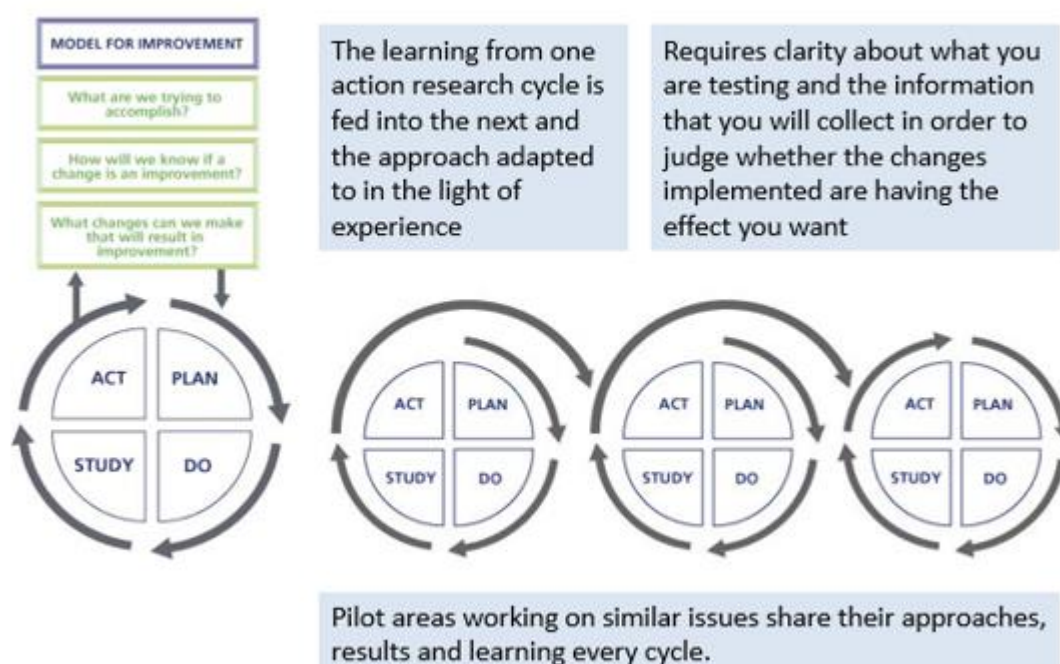 MODEL FOR IMPROVEMENT
What are we trying to
accomplish?
How will we know if a
change is an improvement?
What changes can we make
that will result in
improvement?
The learning from one
action research cycle is
fed into the next and
the approach adapted
to in the light of
experience
Requires clarity about what you
are testing and the information
that you will collect in order to
judge whether the changes
implemented are having the
effect you want
ACT PLAN
STUDY DO
ACT PLAN
STUDY DO
ACT PLAN
STUDY DO
ACT PLAN
STUDY DO
Pilot areas working on similar issues share their approaches,
results and learning every cycle.